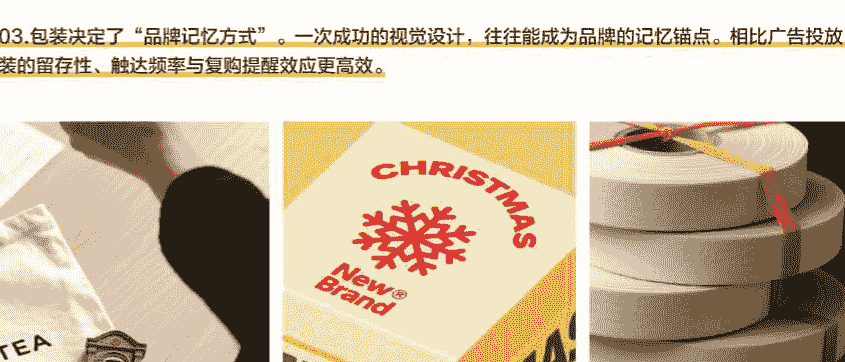 03.包装决定了“品牌记忆方式”。一次成功的视觉设计，往往能成为品牌的记忆锚点。相比广告投放
装的留存性、触达频率与复购提醒效应更高效。
CHRISTMAS
New
Brand®
TEA